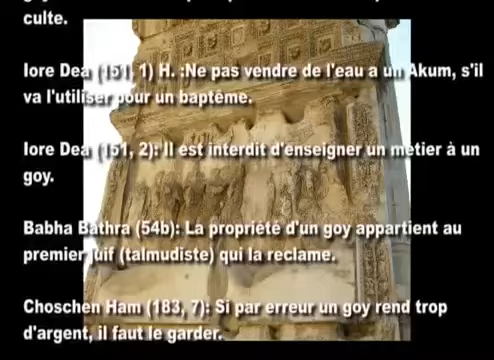 culte.
Iore Dea (151, 1) H. :Ne pas vendre de l'eau a un Akum, s'il
va l'utiliser pour un baptême.
Iore Dea (151, 2): Il est interdit d'enseigner un metier à un
goy.
Babha Bathra (54b): La propriété d'un goy appartient au
premier juif (talmudiste) qui la reclame.
Choschen Ham (183, 7): Si par erreur un goy rend trop
d'argent, il faut le garder.